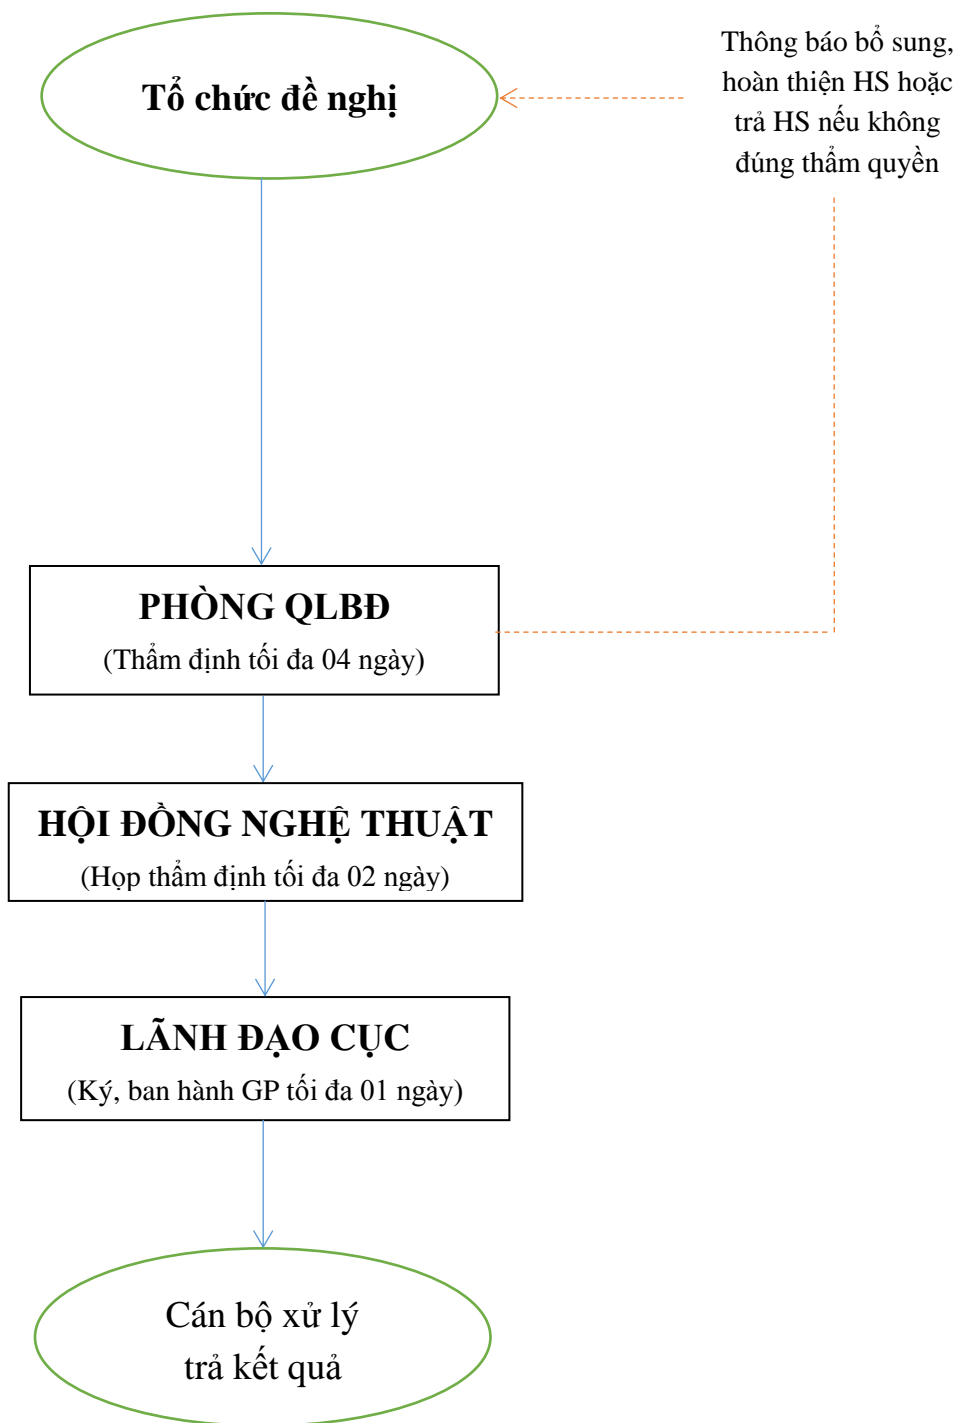 Tổ chức đề nghị
Thông báo bổ sung,
hoàn thiện HS hoặc
trả HS nếu không
đúng thẩm quyền
PHÒNG QLBĐ
(Thẩm định tối đa 04 ngày)
HỘI ĐỒNG NGHỆ THUẬT
(Họp thẩm định tối đa 02 ngày)
LÃNH ĐẠO CỤC
(Ký, ban hành GP tối đa 01 ngày)
Cán bộ xử lý
trả kết quả